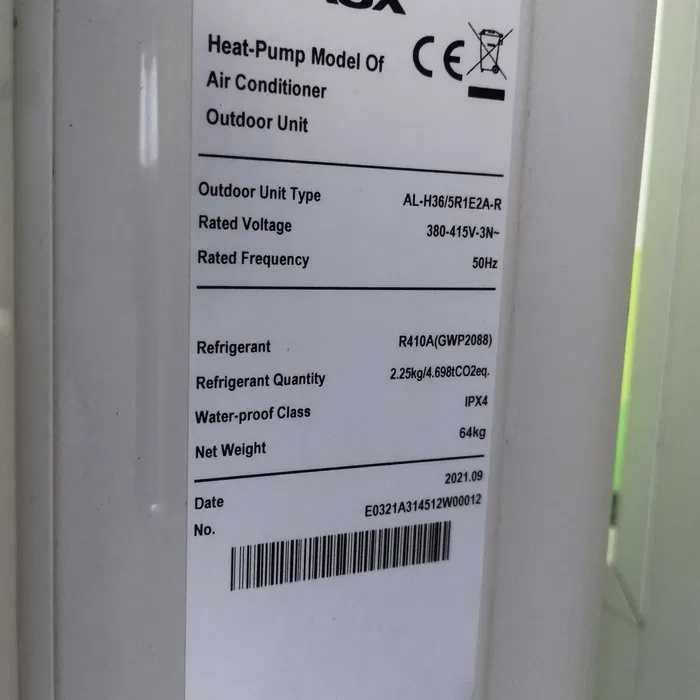 Heat-Pump Model Of
Air Conditioner
Outdoor Unit
CE
Outdoor Unit Type AL-H36/5R1E2A-R
Rated Voltage 380-415V-3N~
Rated Frequency 50Hz
Refrigerant R410A(GWP2088)
Refrigerant Quantity 2.25kg/4.698tCO2eq.
Water-proof Class IPX4
Net Weight 64kg
Date 2021.09
No. E0321A314512W00012